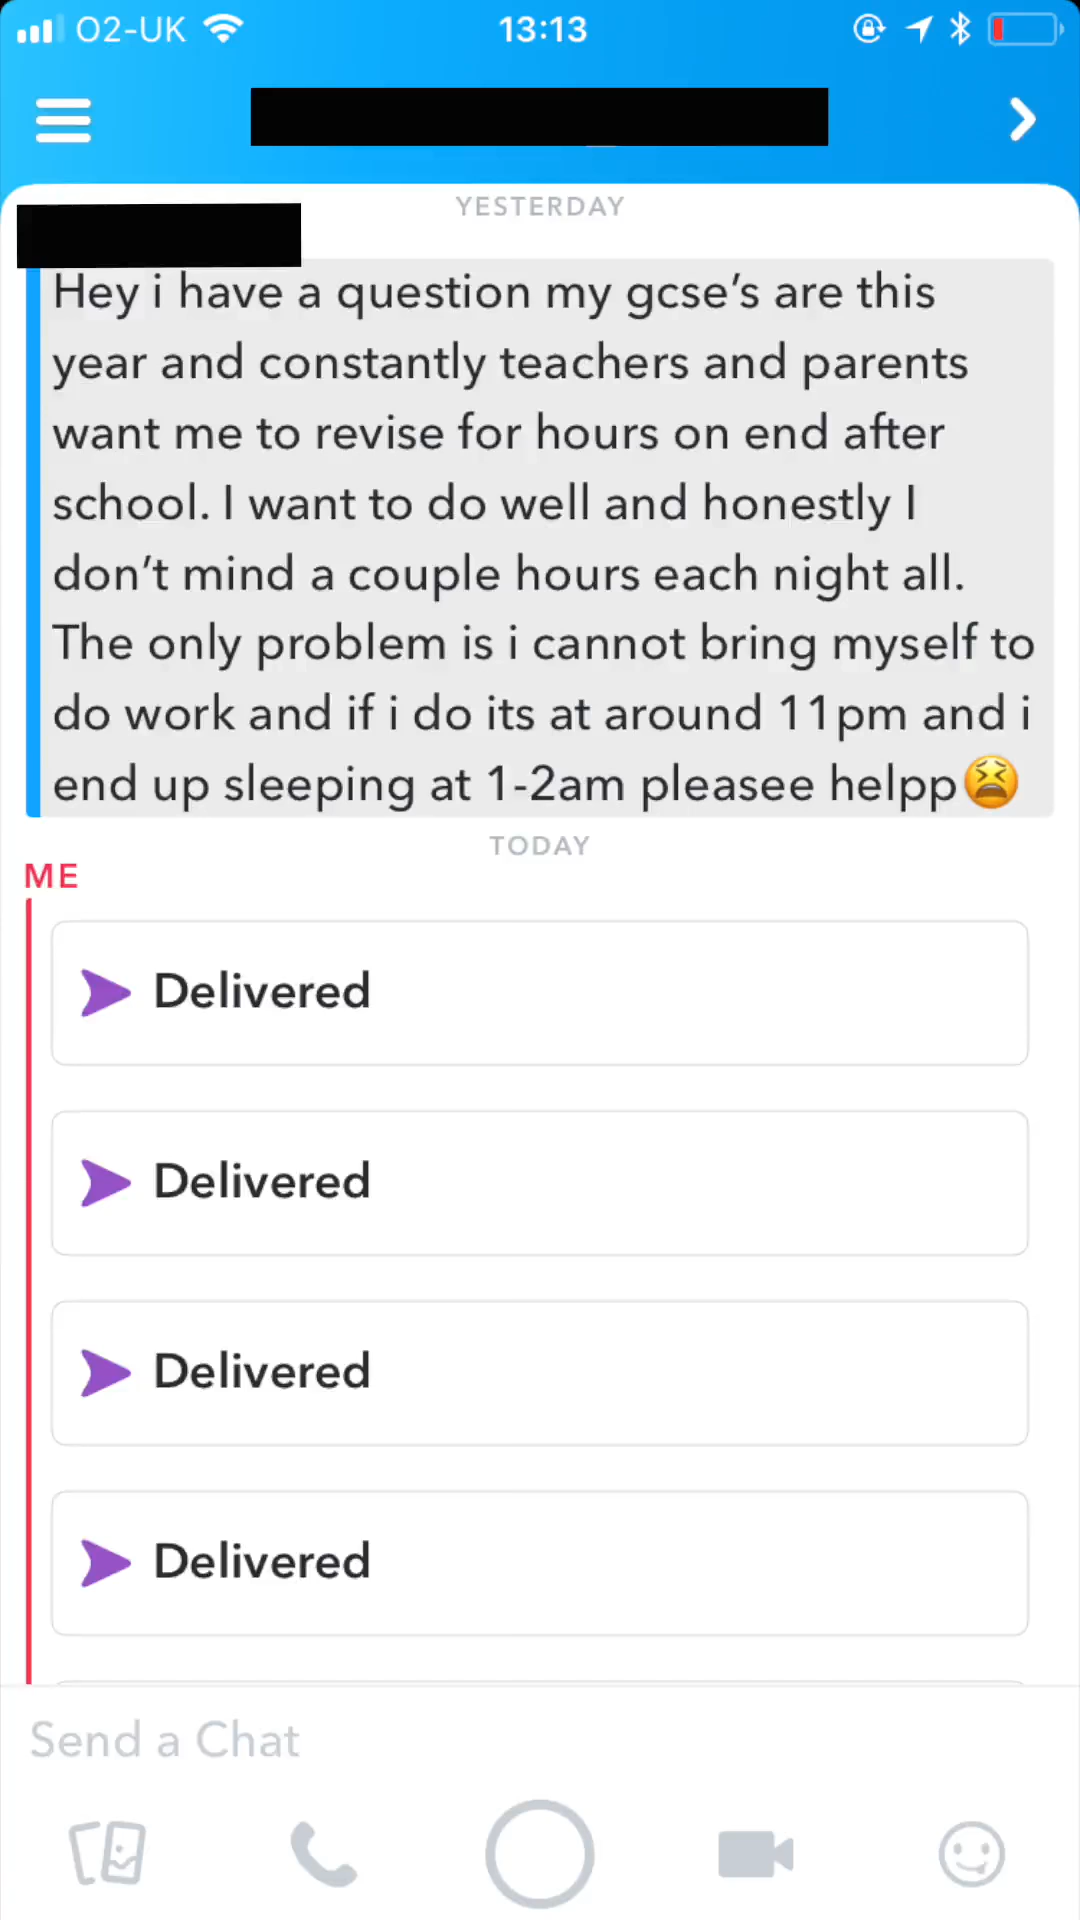 O2-UK 13:13
YESTERDAY
Hey i have a question my gcse’s are this
year and constantly teachers and parents
want me to revise for hours on end after
school. I want to do well and honestly I
don’t mind a couple hours each night all.
The only problem is i cannot bring myself to
do work and if i do its at around 11pm and i
end up sleeping at 1-2am pleasee helpp😫
TODAY
ME
Delivered
Delivered
Delivered
Delivered
Send a Chat